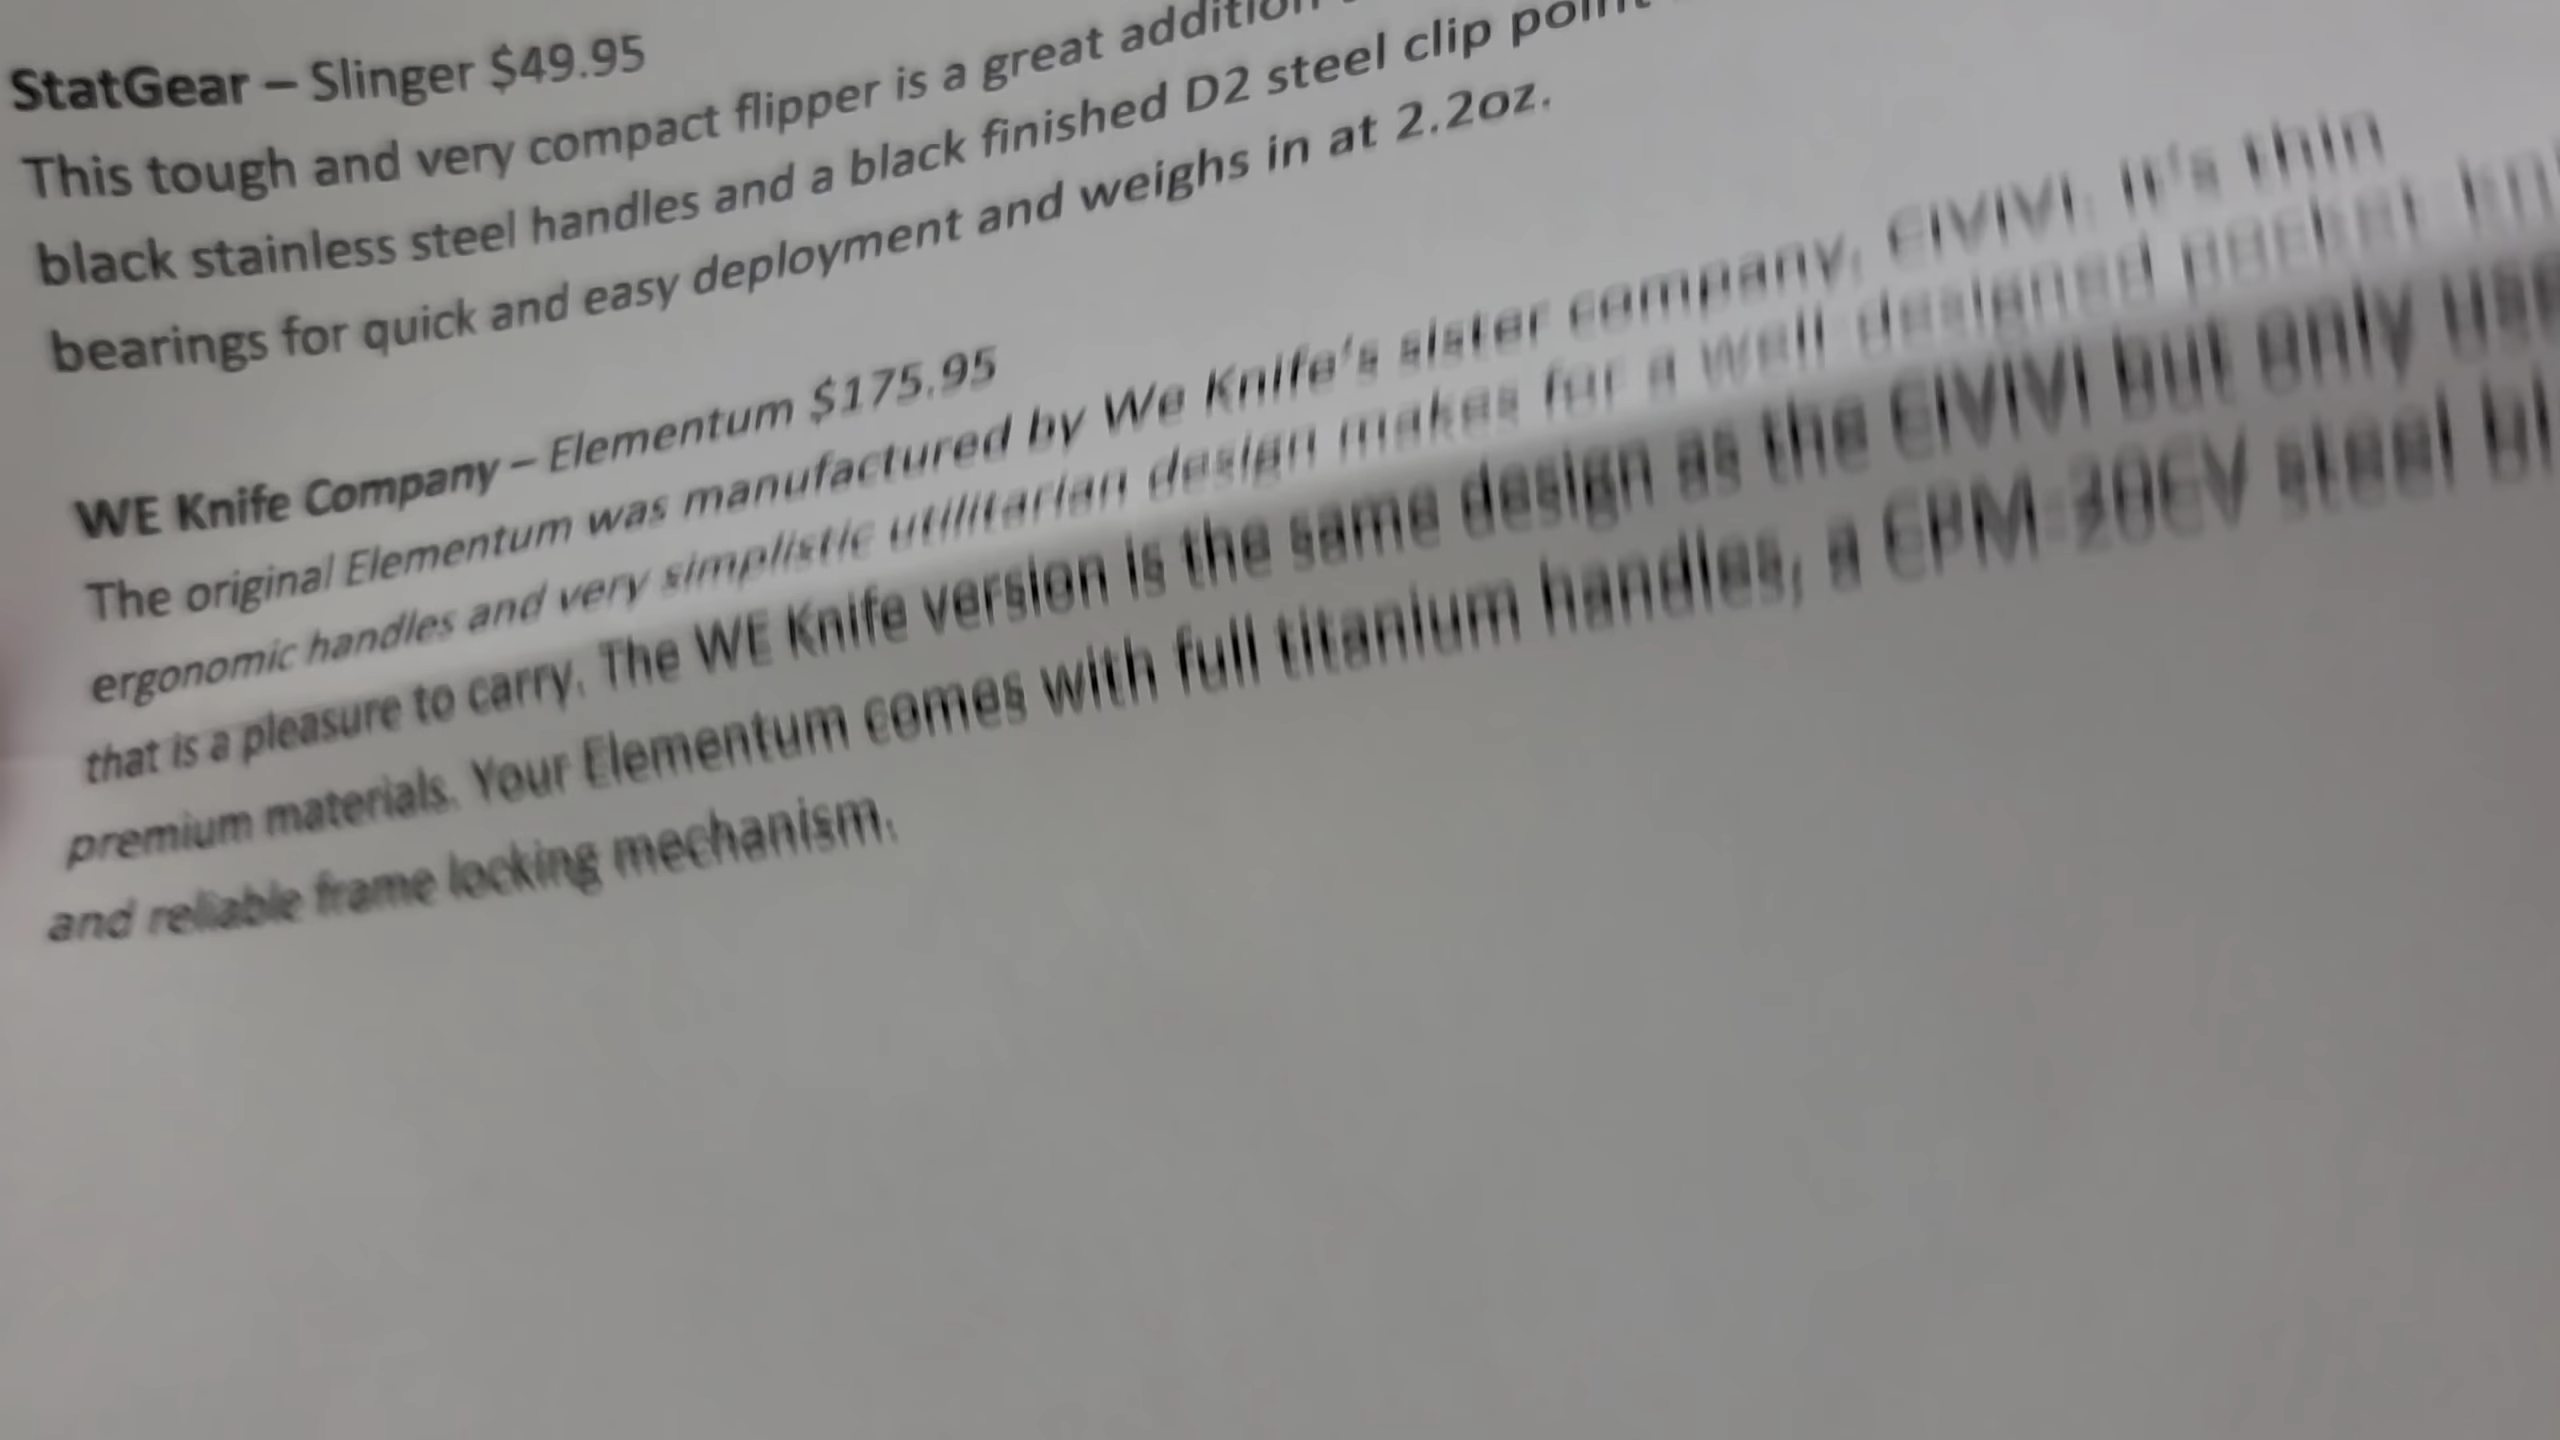 StatGear – Slinger $49.95
This tough and very compact flipper is a great addition
black stainless steel handles and a black finished D2 steel clip point
bearings for quick and easy deployment and weighs in at 2.2oz.
WE Knife Company – Elementum $175.95
The original Elementum was manufactured by We Knife's sister company, CIVIVI. It's thin
ergonomic handles and very simplistic utilitarian design makes for a well designed pocket
that is a pleasure to carry. The WE Knife version is the same design as the CIVIVI but only
premium materials. Your Elementum comes with full titanium handles, a CPM-20CV steel
and reliable frame locking mechanism.